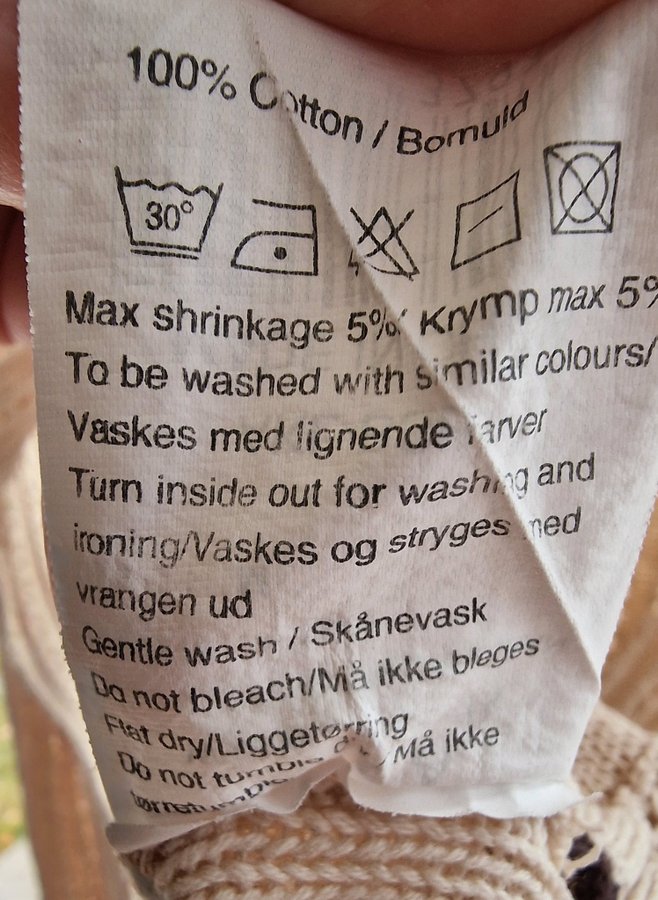 100% Cotton / Bomuld
30°
Max shrinkage 5%/ Krymp max 5%
To be washed with similar colours/
Vaskes med lignende farver
Turn inside out for washing and
ironing/Vaskes og stryges med
vrangen ud
Gentle wash / Skånevask
Do not bleach/Må ikke bleges
Flat dry/Liggetørring
Do not tumble Må ikke
tørretumble